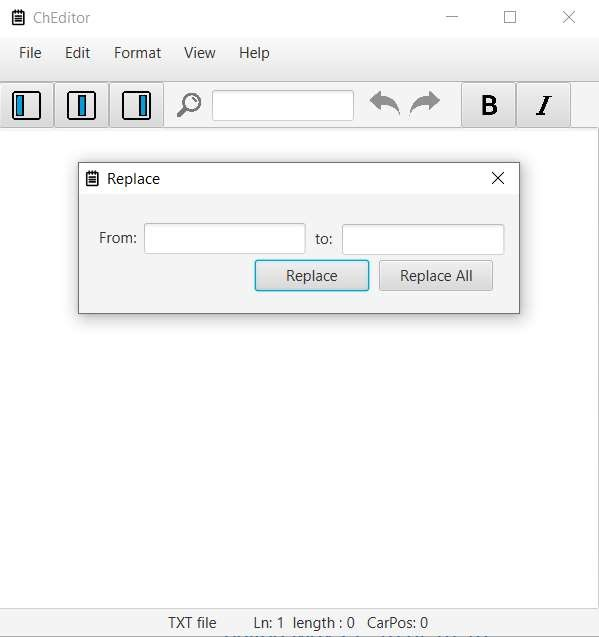 ChEditor
File Edit Format View Help
B I
Replace
From: to:
Replace Replace All
TXT file Ln: 1 length : 0 CarPos: 0